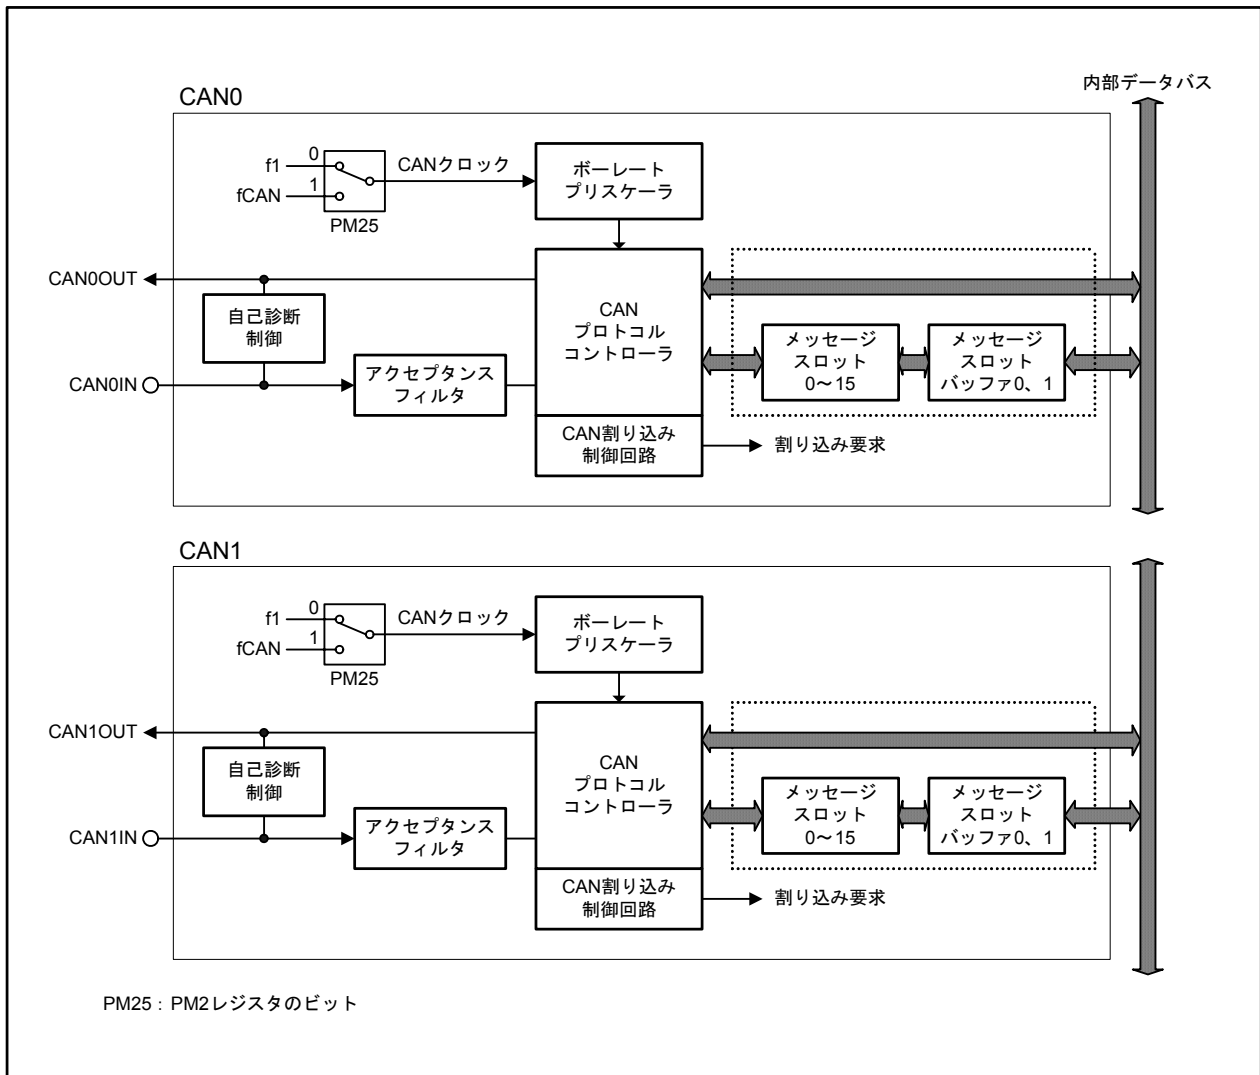 内部データバス
CAN0
f1
0
fCAN
1
PM25
CANクロック
ボーレート
プリスケーラ
CAN0OUT
自己診断
制御
CAN0IN
アクセプタンス
フィルタ
CAN
プロトコル
コントローラ
メッセージ
スロット
0～15
メッセージ
スロット
バッファ0、1
CAN割り込み
制御回路
割り込み要求
CAN1
f1
0
fCAN
1
PM25
CANクロック
ボーレート
プリスケーラ
CAN1OUT
自己診断
制御
CAN1IN
アクセプタンス
フィルタ
CAN
プロトコル
コントローラ
メッセージ
スロット
0～15
メッセージ
スロット
バッファ0、1
CAN割り込み
制御回路
割り込み要求
PM25：PM2レジスタのビット